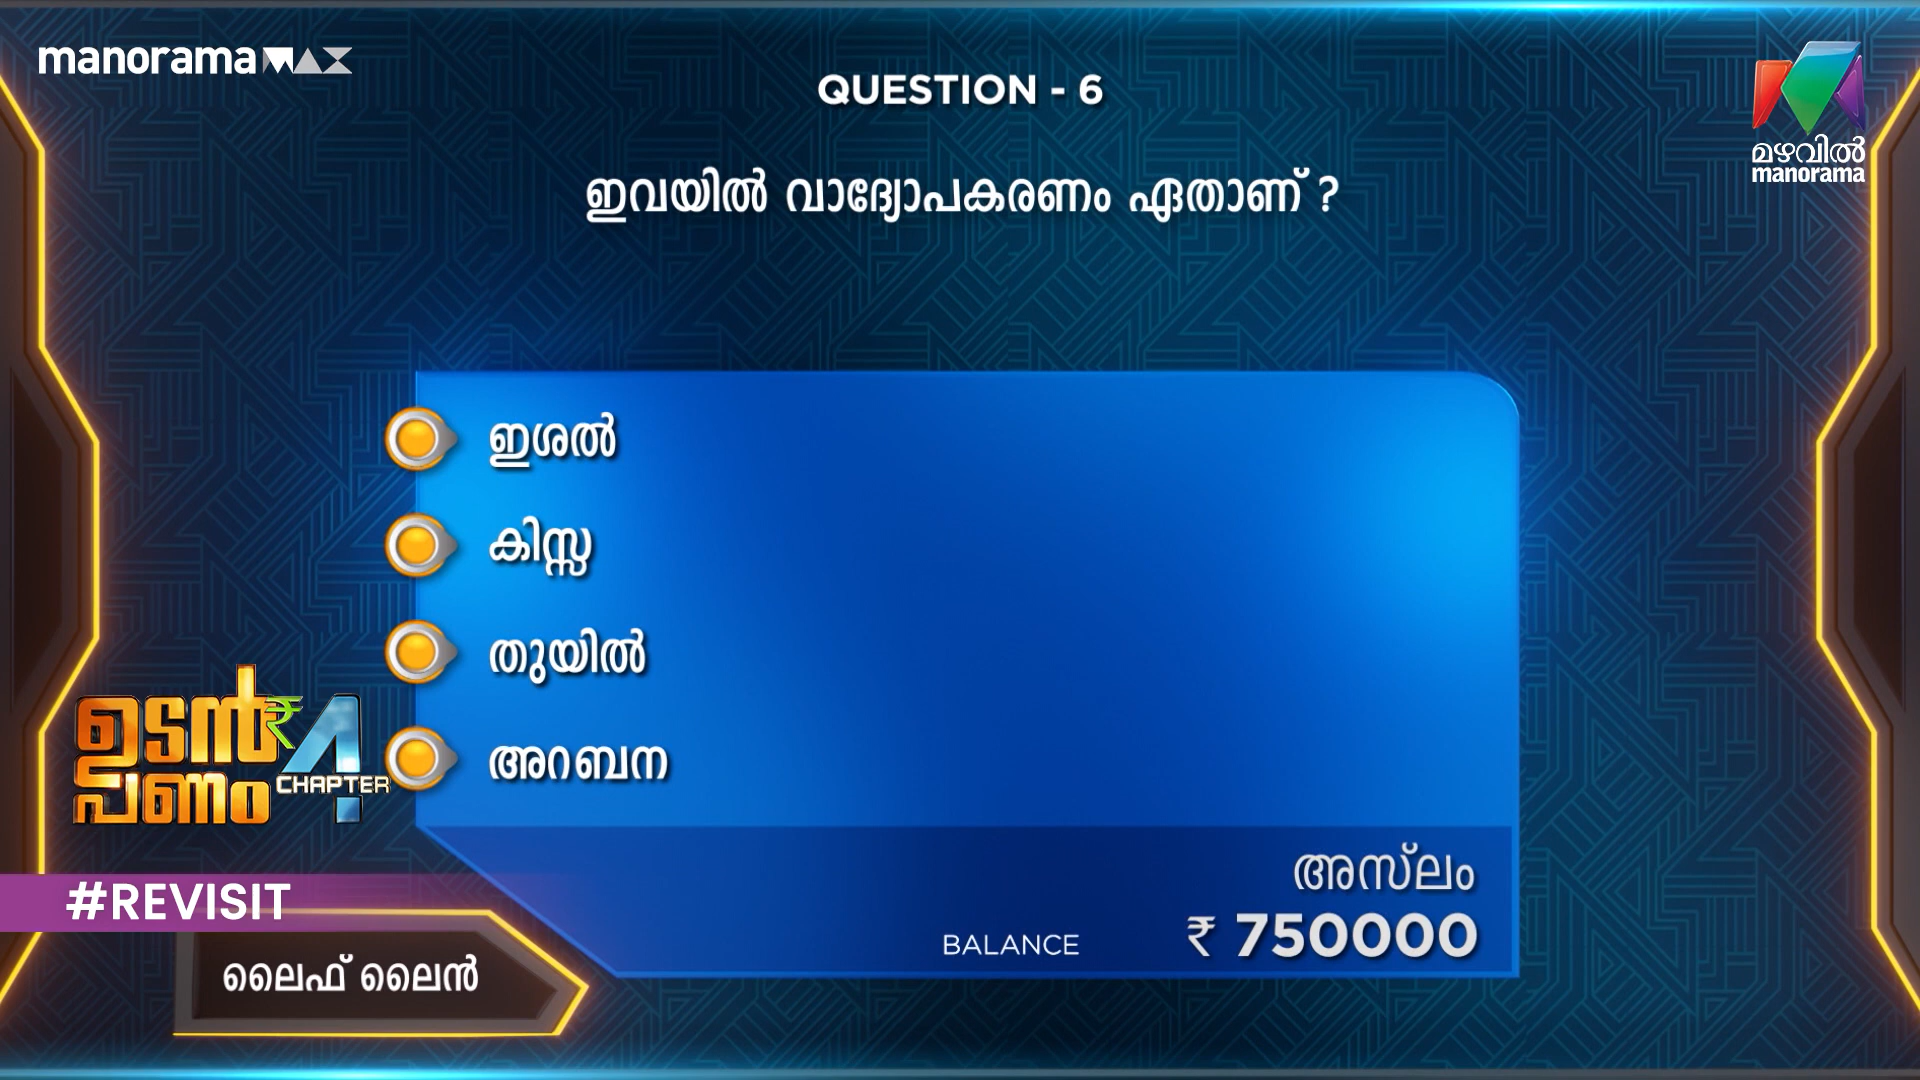 manorama MAX
QUESTION - 6
മഴവിൽ
manorama
ഇവയിൽ വാദ്യോപകരണം ഏതാണ് ?
ഇശൽ
കിസ്സ
തുയിൽ
അറബന
ഉടൻ
പണം
CHAPTER 4
അസ്‌ലം
BALANCE ₹ 750000
#REVISIT
ലൈഫ് ലൈൻ